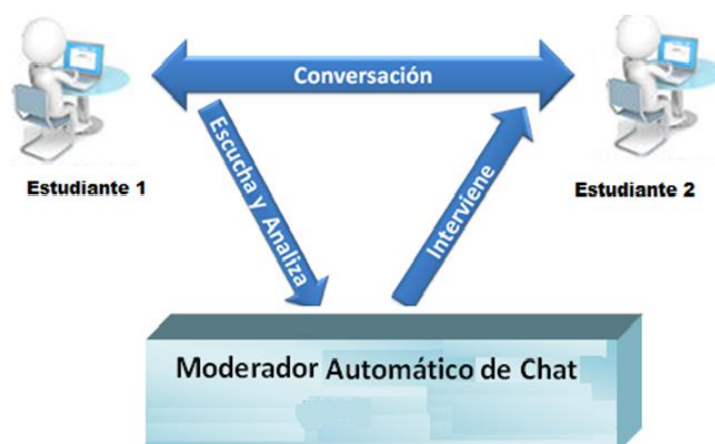 Conversación
Escucha y Analiza
Interviene
Estudiante 1
Estudiante 2
Moderador Automático de Chat